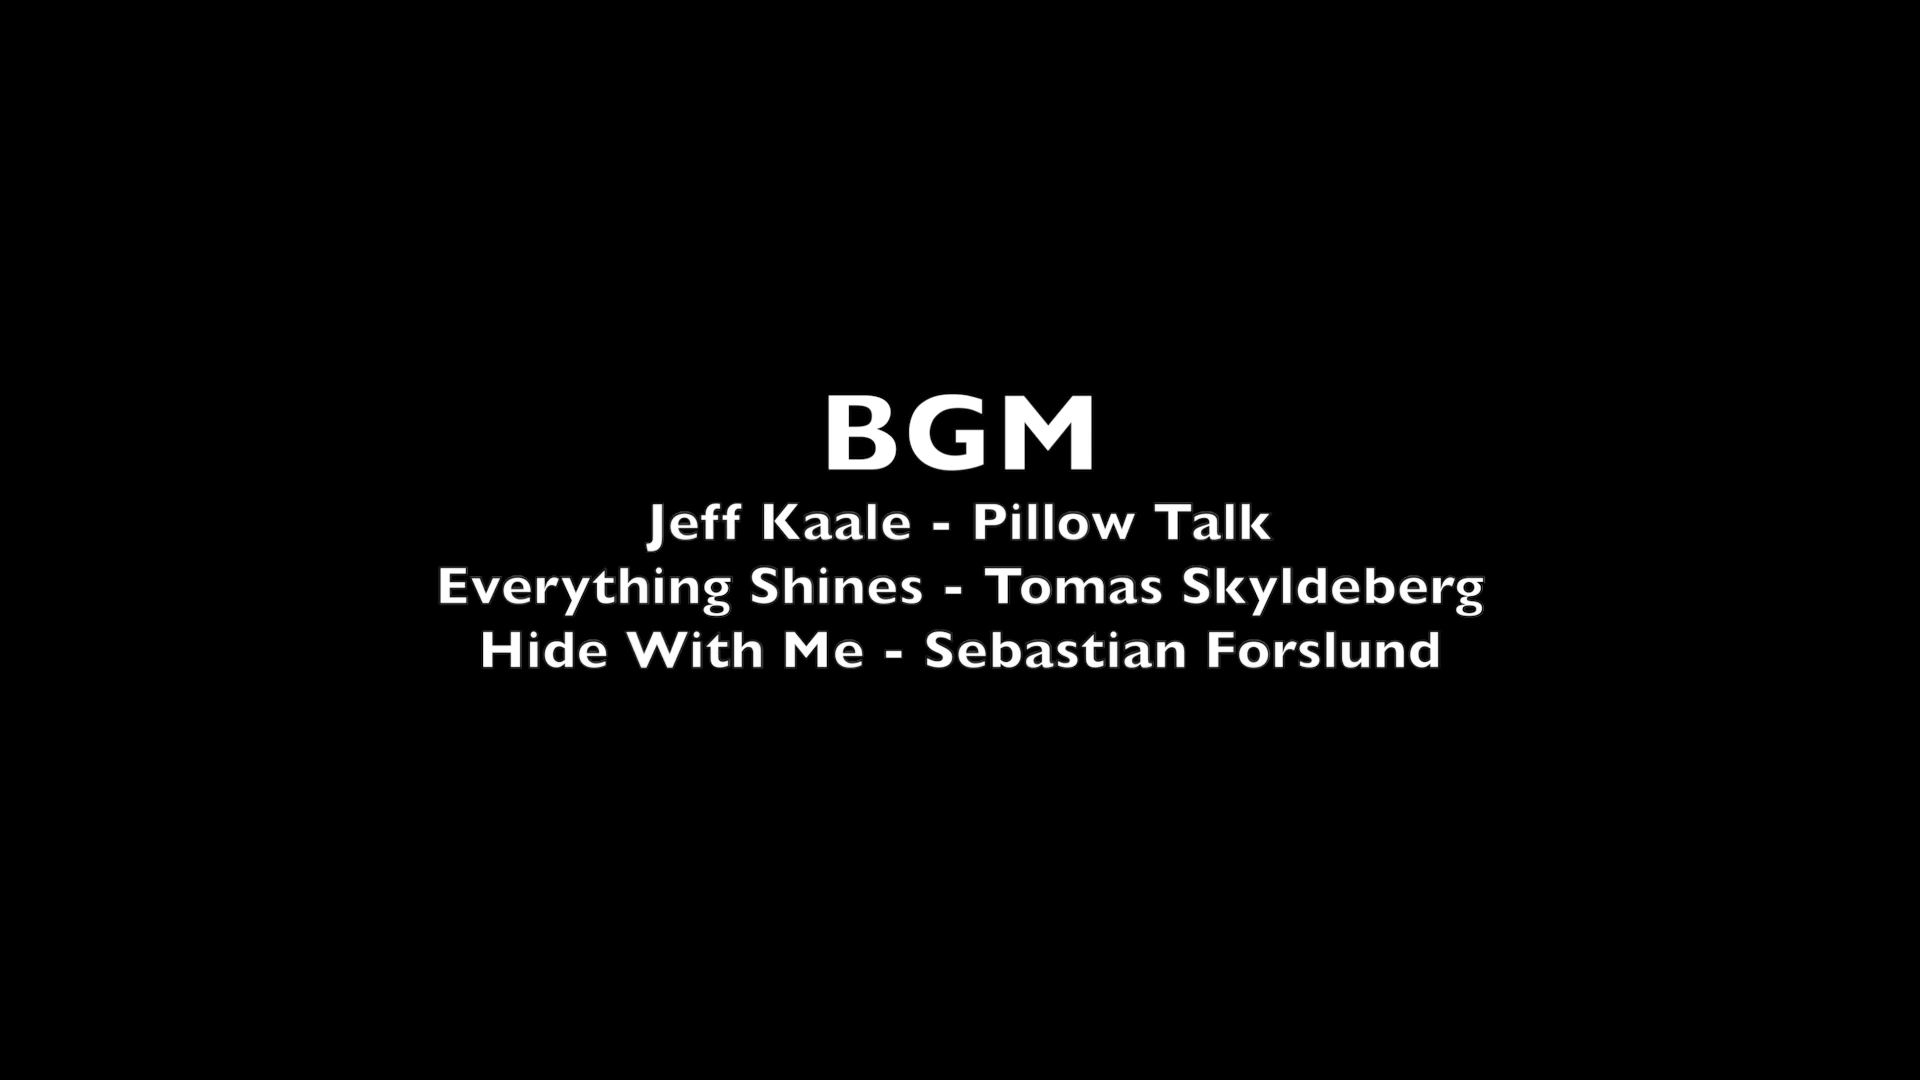 BGM
Jeff Kaale - Pillow Talk
Everything Shines - Tomas Skyldeberg
Hide With Me - Sebastian Forslund